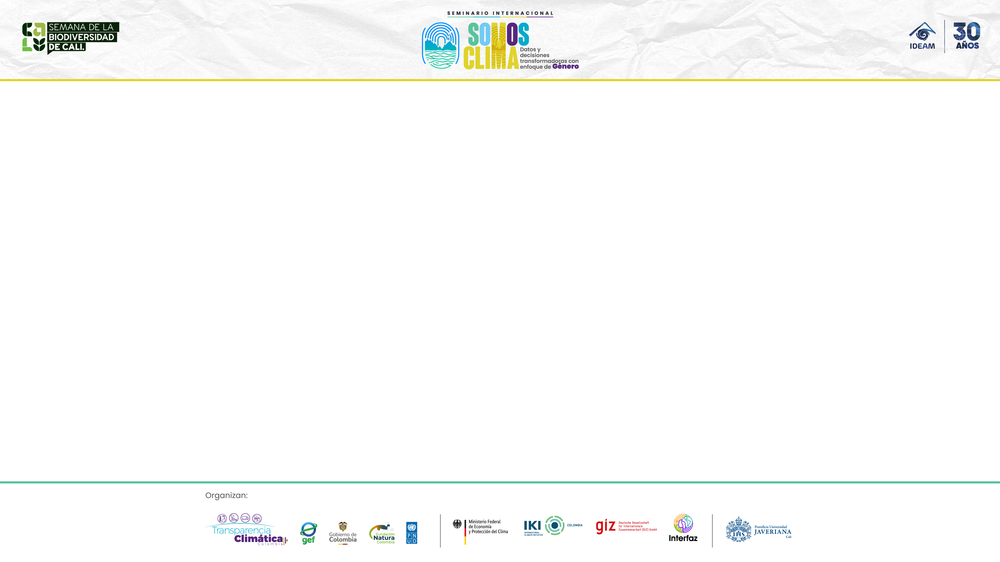 SEMINARIO INTERNACIONAL
Cali
SEMANA DE LA
BIODIVERSIDAD
DE CALI.
SOMOS
CLIMA
Datos y
decisiones
transformadoras con
enfoque de Género
IDEAM
30
AÑOS
Organizan:
Transparencia
Climática
Colombia
gef
Gobierno de
Colombia
Fundación
Natura
Colombia
PN
UD
Ministerio Federal
de Economía
y Protección del Clima
IKI
INTERNATIONAL
CLIMATE INITIATIVE
COLOMBIA
giz
Deutsche Gesellschaft
für Internationale
Zusammenarbeit (GIZ) GmbH
Interfaz
IHS
Pontificia Universidad
JAVERIANA
Cali